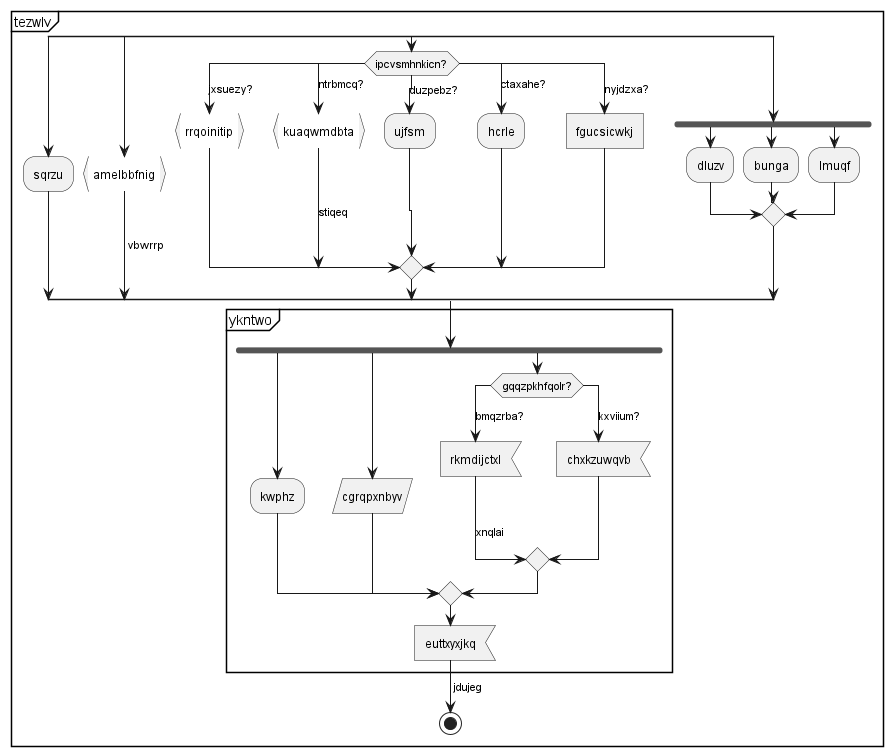 tezwlv
ipcvsmhnkicn?
jxsuezy?
ntrbmcq?
duzpebz?
ctaxahe?
nyjdzxa?
rrqoinitip
kuaqwmdbta
ujfsm
hcrle
fgucsicwkj
sqrzu
amelbbfnig
dluzv
bunga
lmuqf
stiqeq
vbwrrp
ykntwo
gqqzpkhfqolr?
bmqzrba?
kxviium?
rkmdijctxl
chxkzuwqvb
kwphz
cgrqpxnbyv
xnqlai
euttxyxjkq
jdujeg